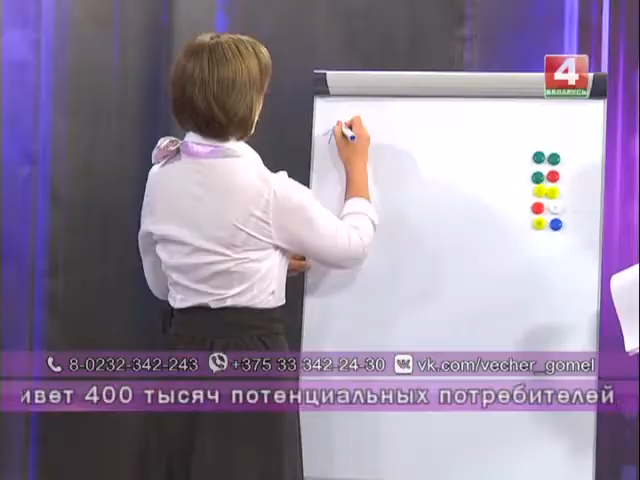 4
БЕЛАРУСЬ
8-0232-342-243 +375 33 342-24-30 vk.com/vecher_gomel
ивет 400 тысяч потенциальных потребителей